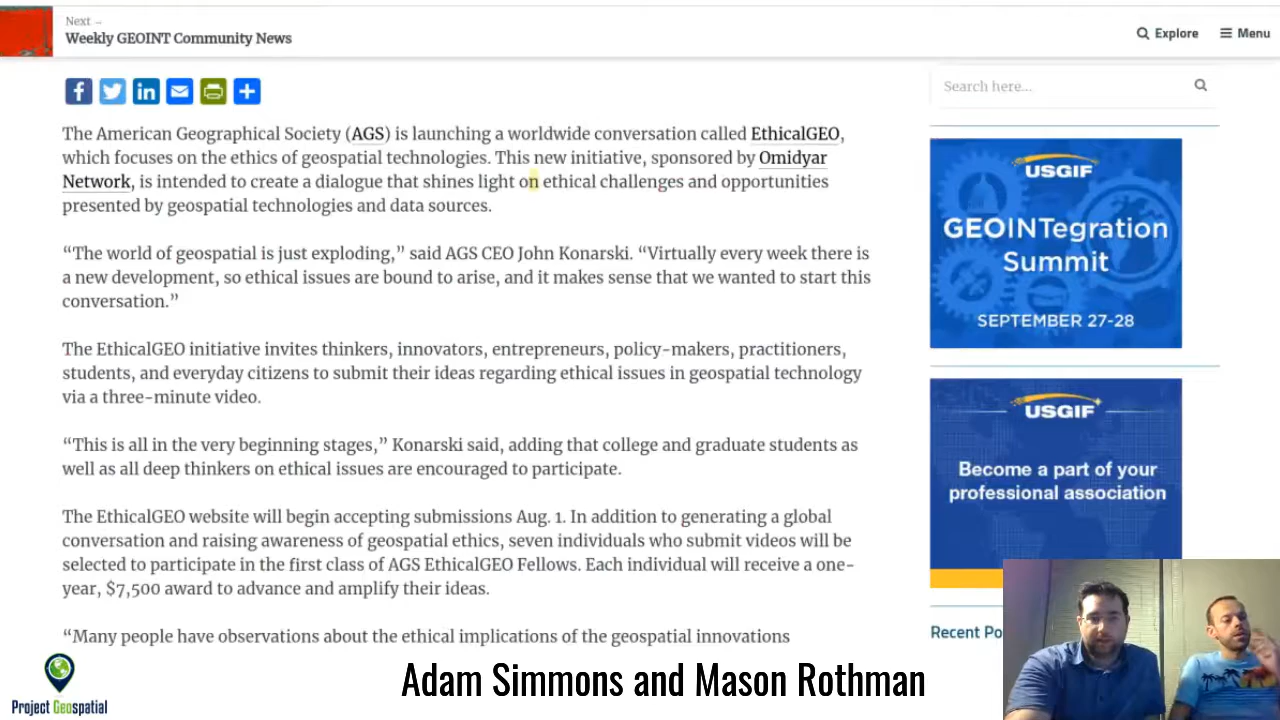 Next →
Weekly GEOINT Community News
Explore
Menu
Search here...
The American Geographical Society (AGS) is launching a worldwide conversation called EthicalGEO,
which focuses on the ethics of geospatial technologies. This new initiative, sponsored by Omidyar
Network, is intended to create a dialogue that shines light on ethical challenges and opportunities
presented by geospatial technologies and data sources.
“The world of geospatial is just exploding,” said AGS CEO John Konarski. “Virtually every week there is
a new development, so ethical issues are bound to arise, and it makes sense that we wanted to start this
conversation.”
The EthicalGEO initiative invites thinkers, innovators, entrepreneurs, policy-makers, practitioners,
students, and everyday citizens to submit their ideas regarding ethical issues in geospatial technology
via a three-minute video.
“This is all in the very beginning stages,” Konarski said, adding that college and graduate students as
well as all deep thinkers on ethical issues are encouraged to participate.
The EthicalGEO website will begin accepting submissions Aug. 1. In addition to generating a global
conversation and raising awareness of geospatial ethics, seven individuals who submit videos will be
selected to participate in the first class of AGS EthicalGEO Fellows. Each individual will receive a one-
year, $7,500 award to advance and amplify their ideas.
“Many people have observations about the ethical implications of the geospatial innovations
USGIF
GEOINTegration
Summit
SEPTEMBER 27-28
USGIF
Become a part of your
professional association
Recent Po
Adam Simmons and Mason Rothman
Project Geospatial